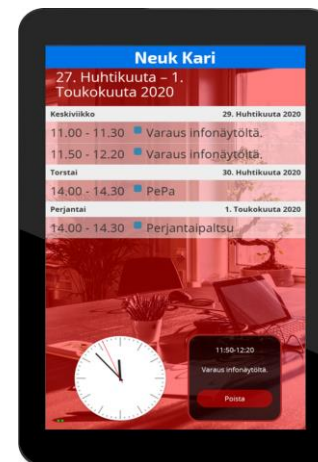 Neuk Kari
27. Huhtikuuta – 1.
Toukokuuta 2020
Keskiviikko 29. Huhtikuuta 2020
11.00 - 11.30 Varaus infonäytöltä.
11.50 - 12.20 Varaus infonäytöltä.
Torstai 30. Huhtikuuta 2020
14.00 - 14.30 PePa
Perjantai 1. Toukokuuta 2020
14.00 - 14.30 Perjantaipaltsu
11:50-12:20
Varaus infonäytöltä.
Poista